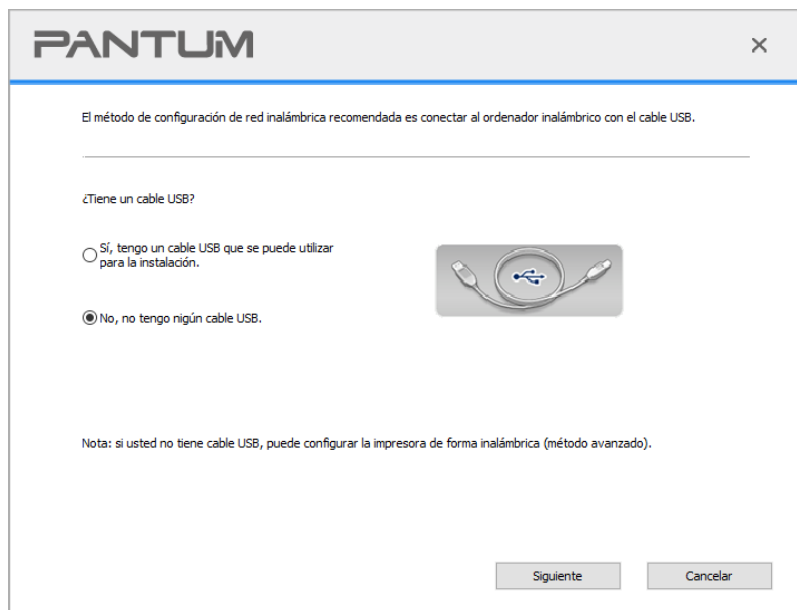 PANTUM
El método de configuración de red inalámbrica recomendada es conectar al ordenador inalámbrico con el cable USB.
¿Tiene un cable USB?
Sí, tengo un cable USB que se puede utilizar
para la instalación.
No, no tengo nigún cable USB.
Nota: si usted no tiene cable USB, puede configurar la impresora de forma inalámbrica (método avanzado).
Siguiente
Cancelar